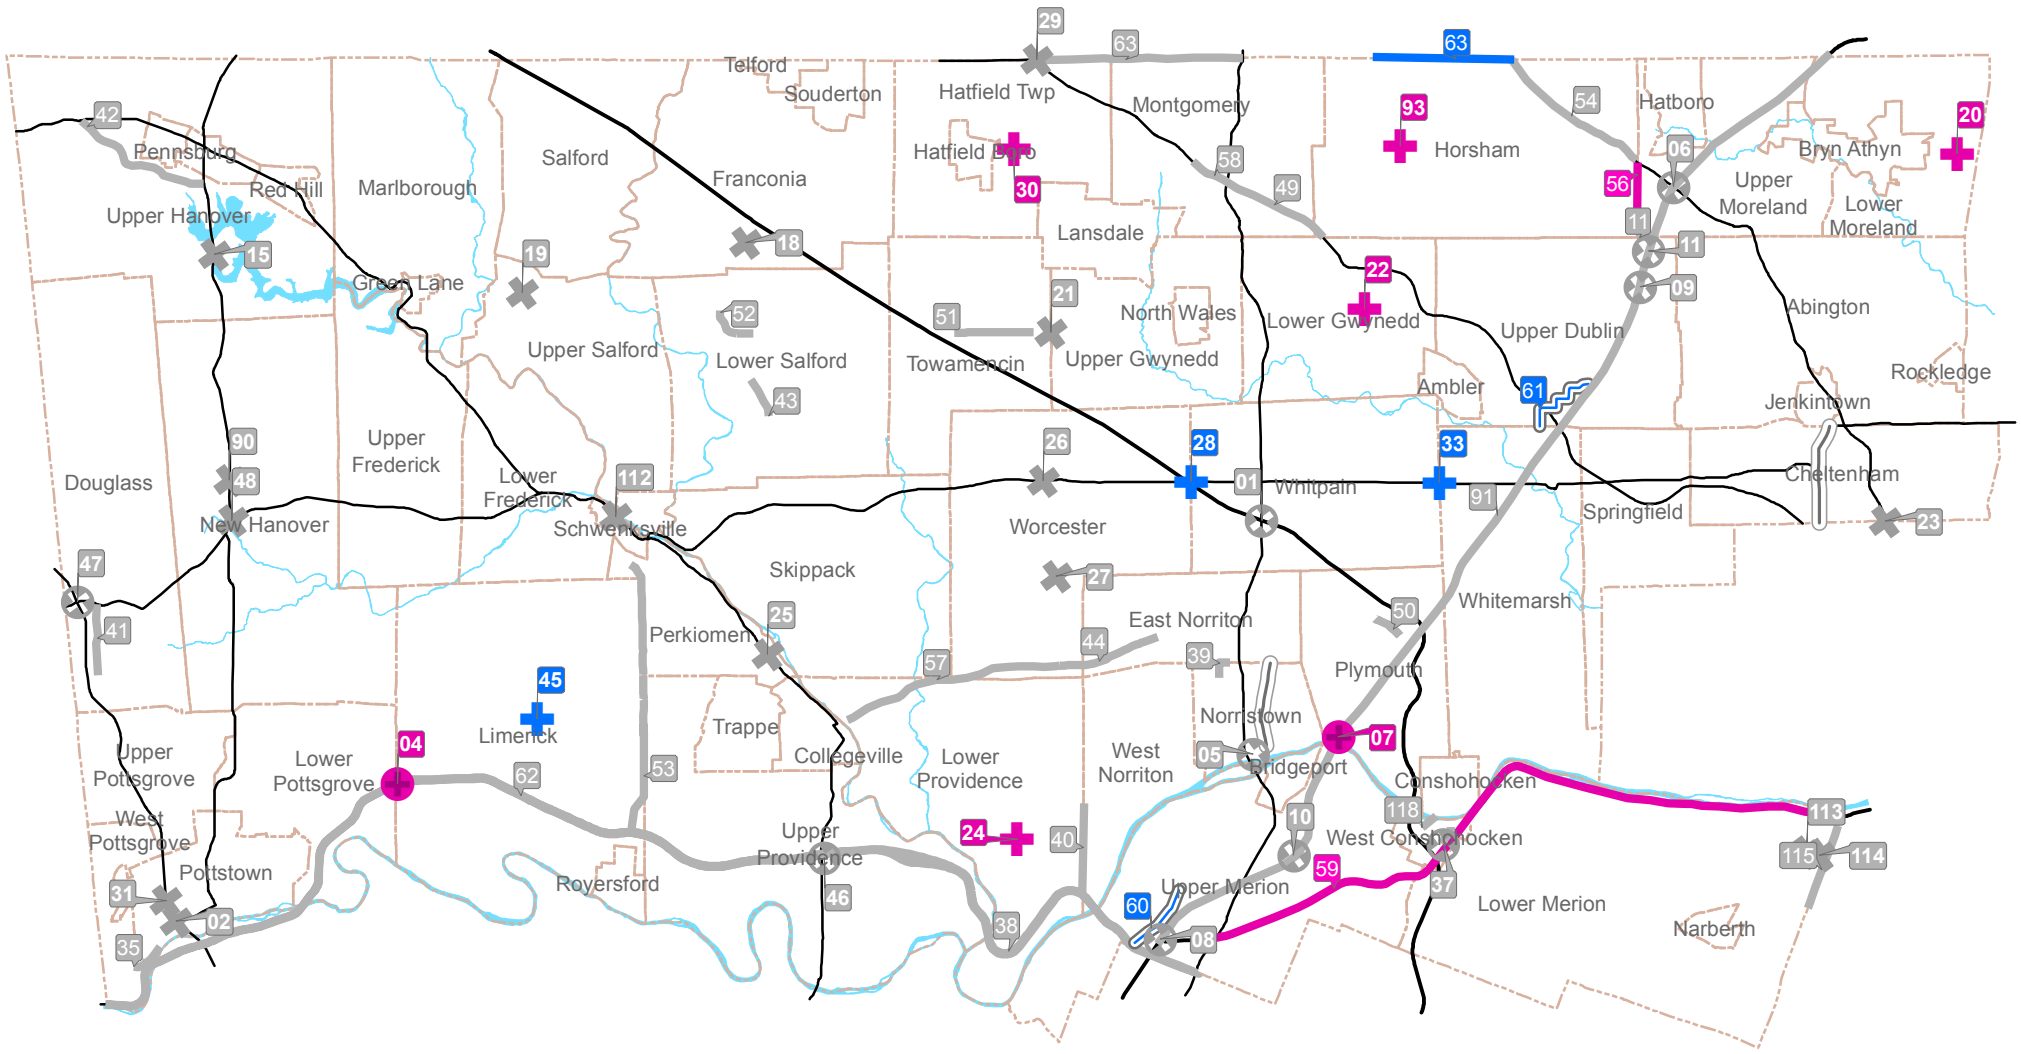 29
63
63
Telford
Souderton
Hatfield Twp
Montgomery
54
Hatboro
42
93
20
Pennsburg
Salford
Hatfield Boro
Horsham
06
Bryn Athyn
Red Hill
Marlborough
Franconia
30
58
49
56
Upper
Moreland
Lower
Moreland
Upper Hanover
Lansdale
11
11
15
19
18
22
09
Green Lane
21
52
51
North Wales
Lower Gwynedd
Upper Dublin
Abington
Upper Salford
Lower Salford
Towamencin
Upper Gwynedd
Ambler
61
Rockledge
43
Jenkintown
90
48
Upper
Frederick
26
28
33
Douglass
112
Lower
Frederick
01
Whitpain
91
Cheltenham
New Hanover
Schwenksville
Worcester
Springfield
23
47
Skippack
27
Whitemarsh
41
25
Perkiomen
East Norriton
50
44
39
57
Plymouth
45
Limerick
Trappe
Norristown
04
07
Upper
Pottsgrove
Lower
Pottsgrove
62
53
Collegeville
Lower
Providence
West
Norriton
05
Bridgeport
Conshohocken
West
Pottsgrove
118
113
10
24
40
Upper
Providence
West Conshohocken
115
114
Pottstown
31
Royersford
46
59
37
Upper Merion
Lower Merion
02
60
35
38
08
Narberth